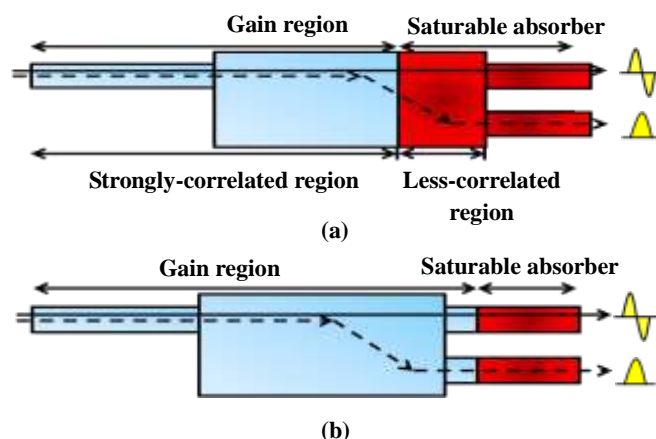 Gain region Saturable absorber
Strongly-correlated region Less-correlated
region
(a)
Gain region Saturable absorber
(b)